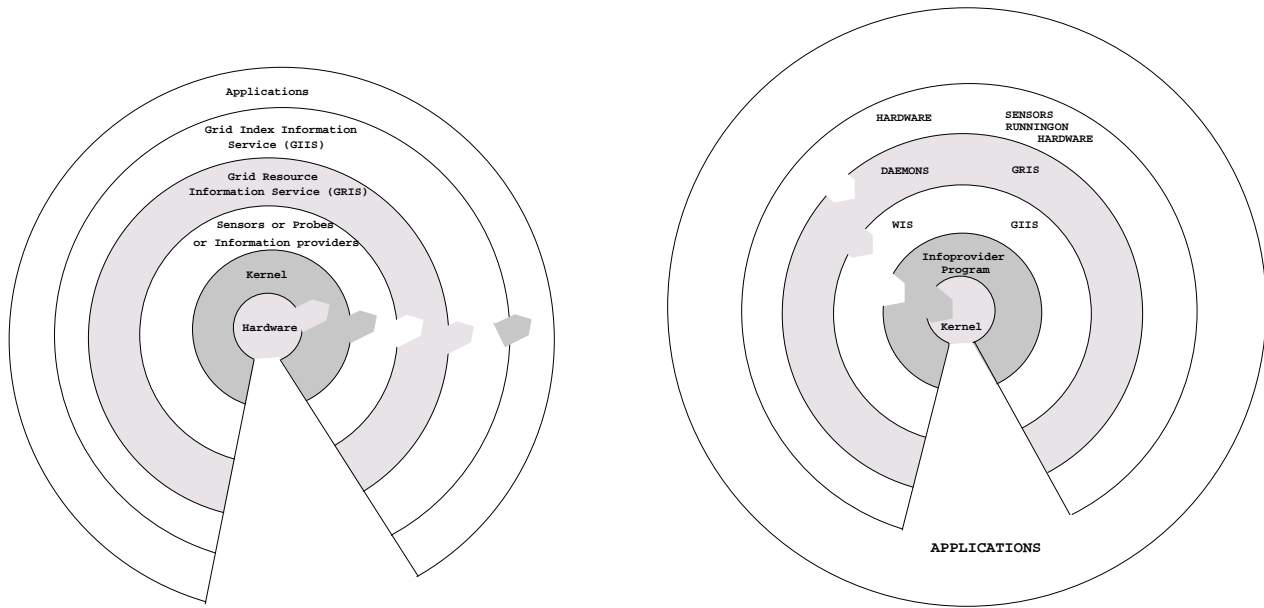 Applications
Grid Index Information
Service (GIIS)
Grid Resource
Information Service (GRIS)
Sensors or Probes
or Information providers
Kernel
Hardware
HARDWARE
SENSORS
RUNNINGON
HARDWARE
DAEMONS
GRIS
WIS
GIIS
Infoprovider
Program
Kernel
APPLICATIONS